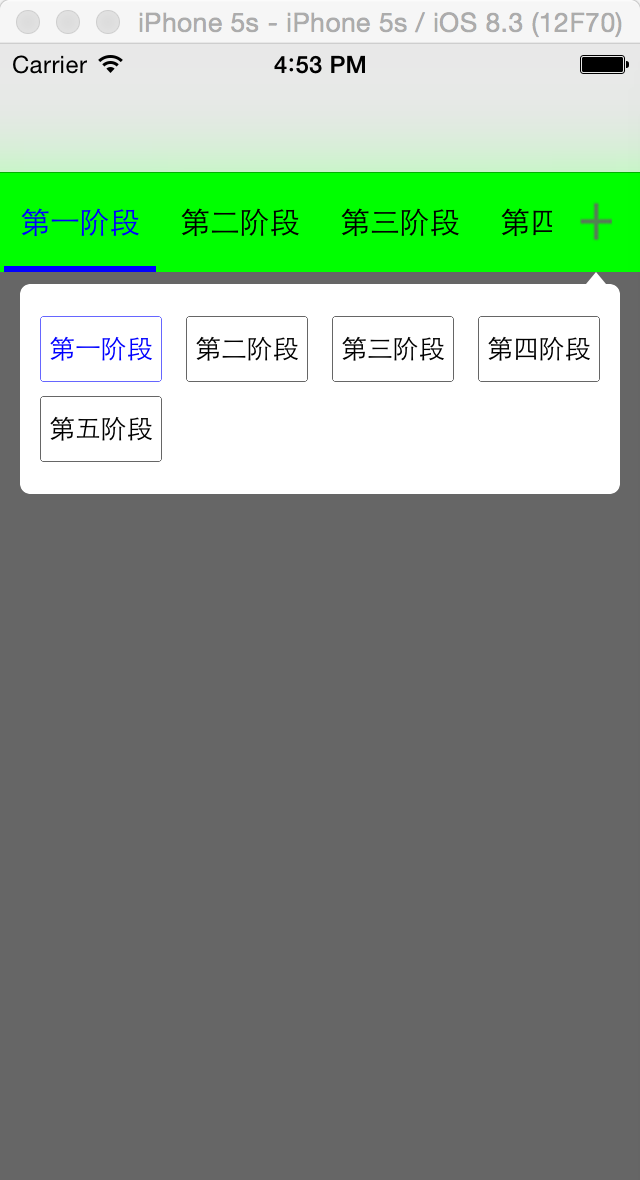 iPhone 5s - iPhone 5s / iOS 8.3 (12F70)
Carrier 4:53 PM
第一阶段 第二阶段 第三阶段 第四
第一阶段 第二阶段 第三阶段 第四阶段
第五阶段